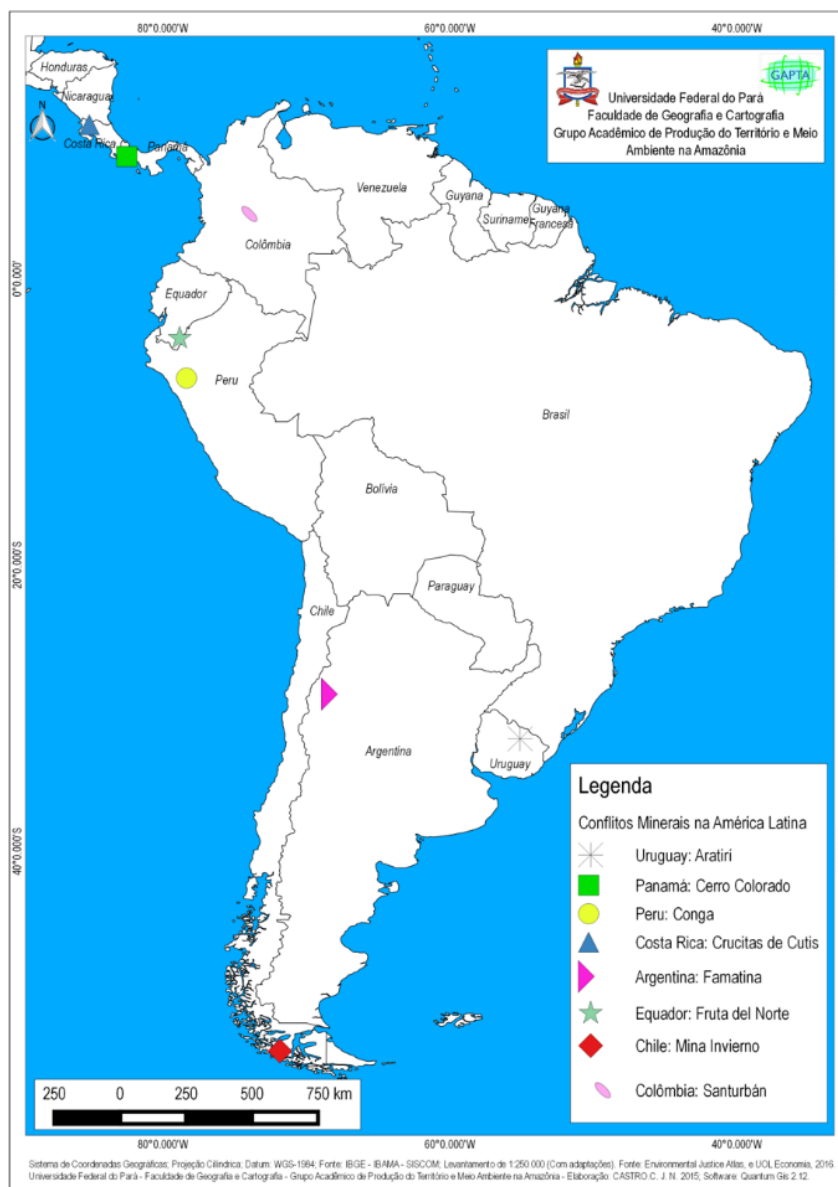 80°0.000'W 60°0.000'W 40°0.000'W
Honduras
Nicaragua
Costa Rica
Panamá
GAPTA
Universidade Federal do Pará
Faculdade de Geografia e Cartografia
Grupo Acadêmico de Produção do Território e Meio
Ambiente na Amazônia
N
Venezuela
Guyana
Suriname
Guyana
Francesa
Colômbia
0°0.000'
Equador
Peru
Brasil
Bolívia
20°0.000'S
Paraguay
Chile
Argentina
Uruguay
40°0.000'S
Legenda
Conflitos Minerais na América Latina
Uruguay: Aratirí
Panamá: Cerro Colorado
Peru: Conga
Costa Rica: Crucitas de Cutis
Argentina: Famatina
Equador: Fruta del Norte
Chile: Mina Invierno
Colômbia: Santurbán
250 0 250 500 750 km
80°0.000'W 60°0.000'W 40°0.000'W
Sistema de Coordenadas Geográficas; Projeção Cilíndrica; Datum: WGS-1984; Fonte: IBGE - IBAMA - SISCOM; Levantamento de 1:250.000 (Com adaptações). Fonte: Environmental Justice Atlas, e UOL Economia, 2016.
Universidade Federal do Pará - Faculdade de Geografia e Cartografia - Grupo Acadêmico de Produção do Território e Meio Ambiente na Amazônia - Elaboração: CASTRO.C. J. N. 2015; Software: Quantum Gis 2.12.